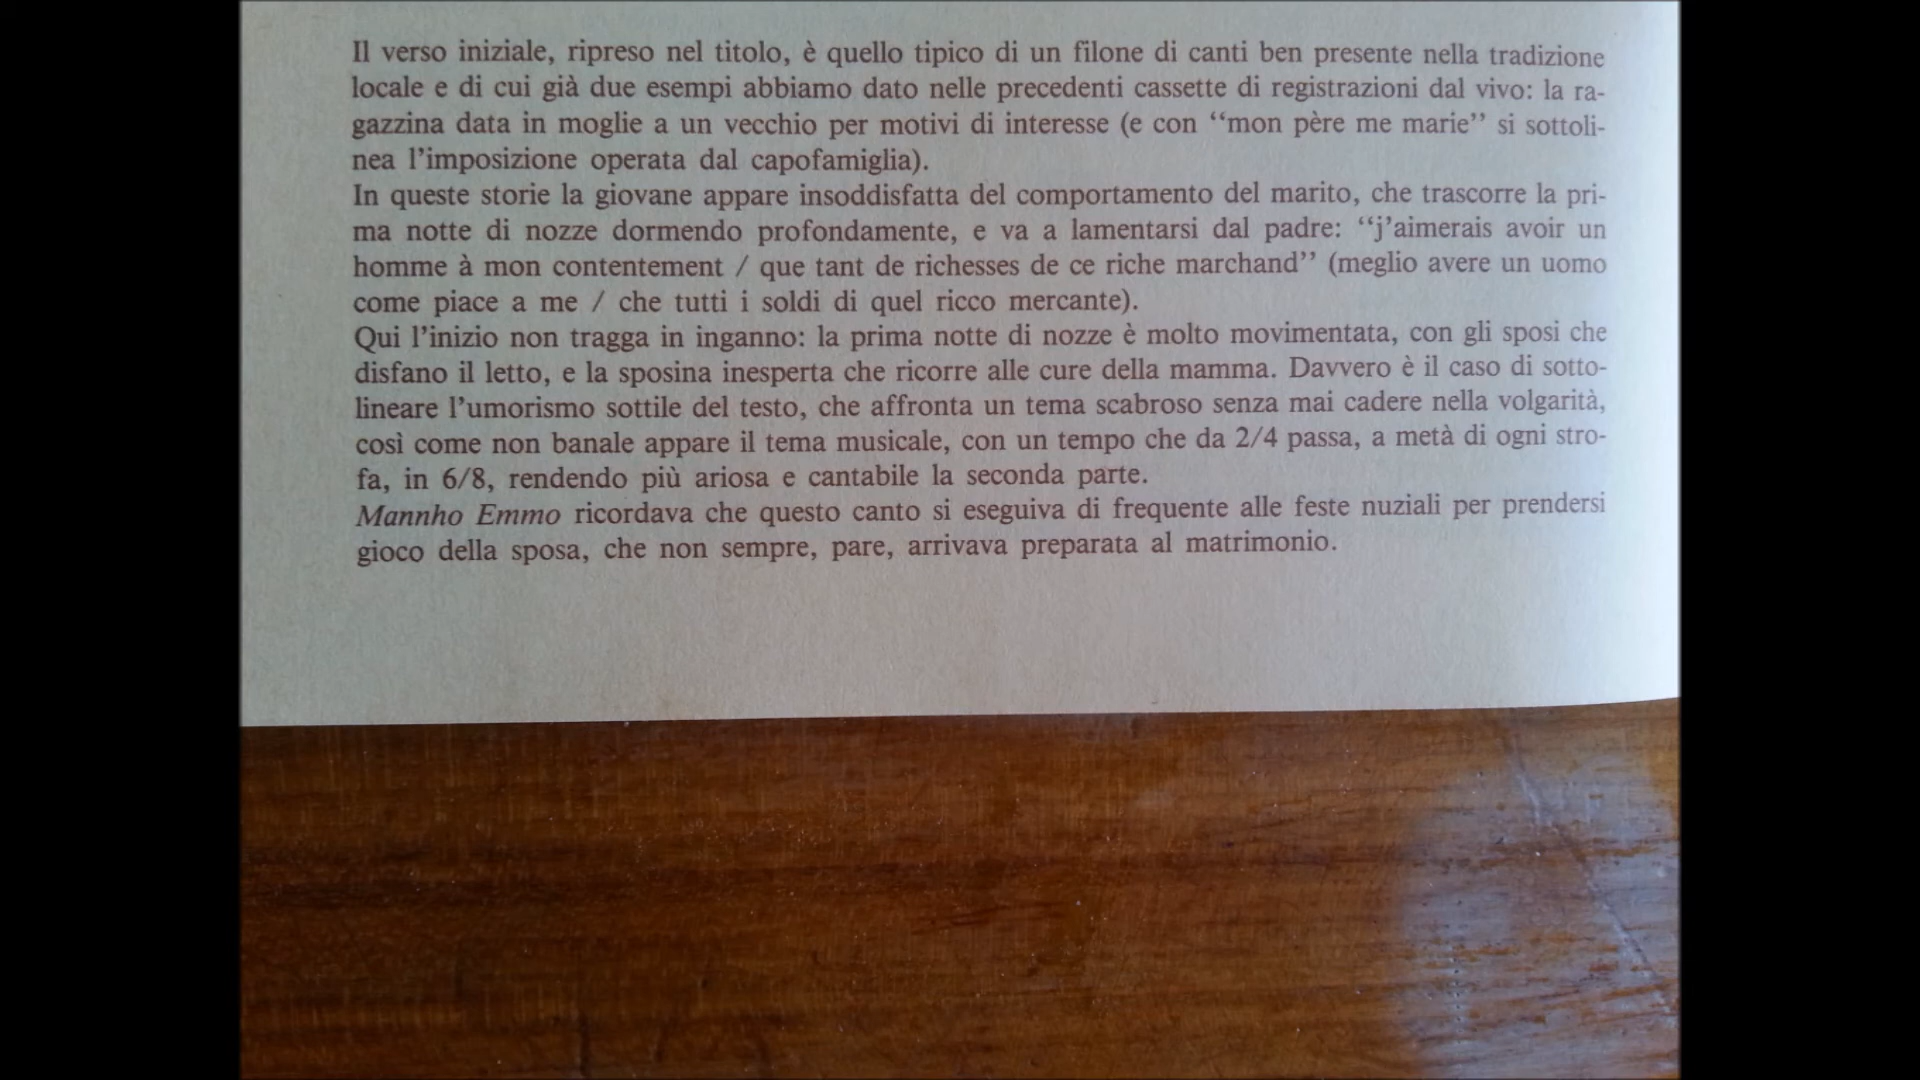 Il verso iniziale, ripreso nel titolo, è quello tipico di un filone di canti ben presente nella tradizione
locale e di cui già due esempi abbiamo dato nelle precedenti cassette di registrazioni dal vivo: la ra-
gazzina data in moglie a un vecchio per motivi di interesse (e con “mon père me marie” si sottoli-
nea l’imposizione operata dal capofamiglia).
In queste storie la giovane appare insoddisfatta del comportamento del marito, che trascorre la pri-
ma notte di nozze dormendo profondamente, e va a lamentarsi dal padre: “j’aimerais avoir un
homme à mon contentement / que tant de richesses de ce riche marchand” (meglio avere un uomo
come piace a me / che tutti i soldi di quel ricco mercante).
Qui l’inizio non tragga in inganno: la prima notte di nozze è molto movimentata, con gli sposi che
disfano il letto, e la sposina inesperta che ricorre alle cure della mamma. Davvero è il caso di sotto-
lineare l’umorismo sottile del testo, che affronta un tema scabroso senza mai cadere nella volgarità,
così come non banale appare il tema musicale, con un tempo che da 2/4 passa, a metà di ogni stro-
fa, in 6/8, rendendo più ariosa e cantabile la seconda parte.
Mannho Emmo ricordava che questo canto si eseguiva di frequente alle feste nuziali per prendersi
gioco della sposa, che non sempre, pare, arrivava preparata al matrimonio.